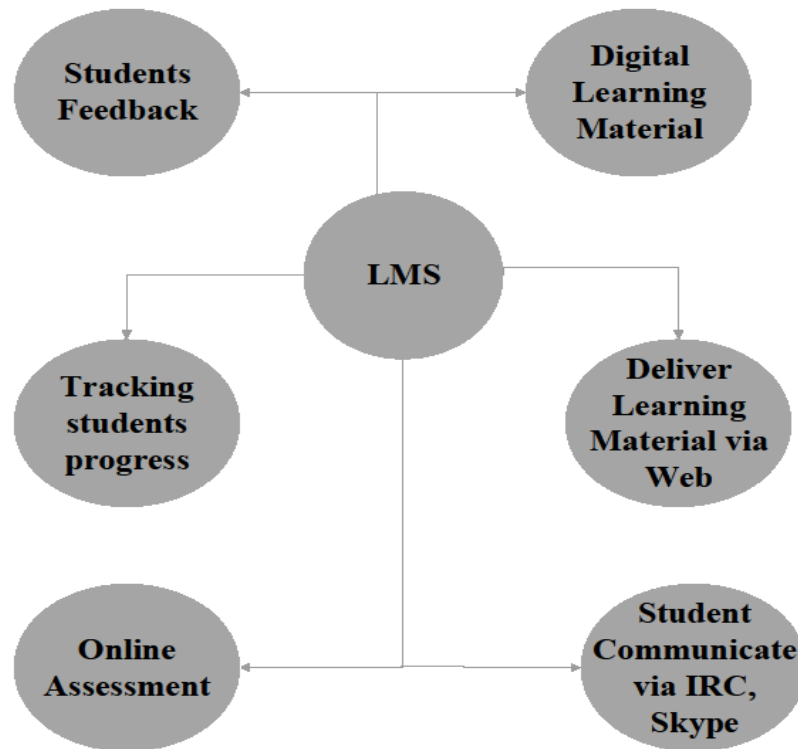 Students
Feedback
Digital
Learning
Material
LMS
Tracking
students
progress
Deliver
Learning
Material via
Web
Online
Assessment
Student
Communicate
via IRC,
Skype